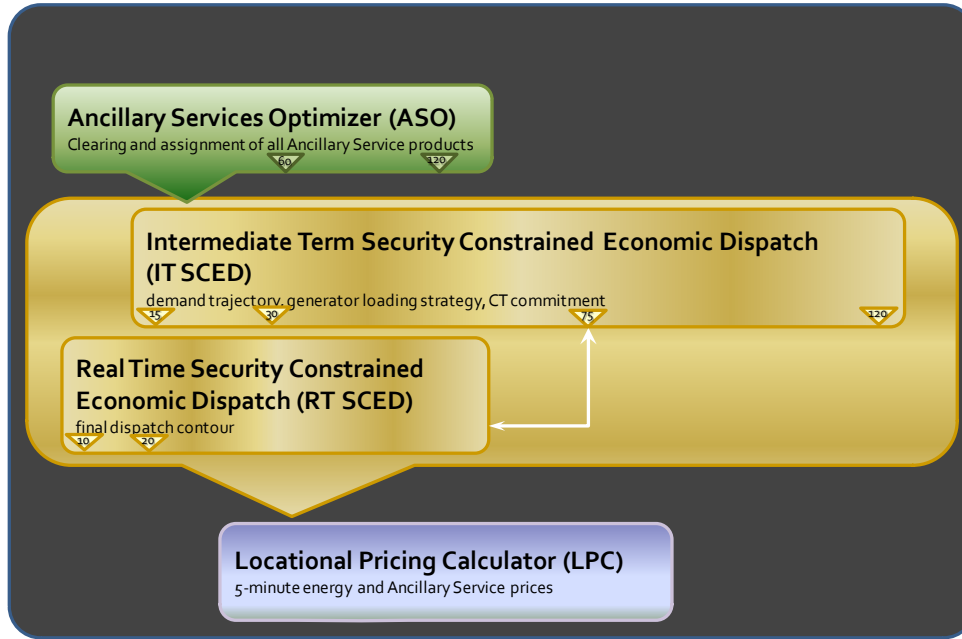 Ancillary Services Optimizer (ASO)
Clearing and assignment of all Ancillary Service products
60 120
Intermediate Term Security Constrained Economic Dispatch
(IT SCED)
demand trajectory, generator loading strategy, CT commitment
15 30 75 120
Real Time Security Constrained
Economic Dispatch (RT SCED)
final dispatch contour
10 20
Locational Pricing Calculator (LPC)
5-minute energy and Ancillary Service prices